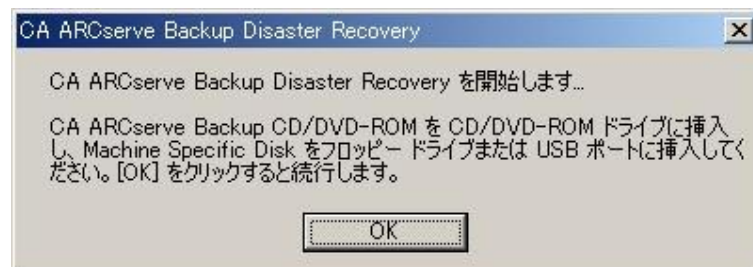 CA ARCserve Backup Disaster Recovery
CA ARCserve Backup Disaster Recovery を開始します...
CA ARCserve Backup CD/DVD-ROM を CD/DVD-ROM ドライブに挿入
し、Machine Specific Disk をフロッピー ドライブまたは USB ポートに挿入してく
ださい。[OK] をクリックすると続行します。
OK